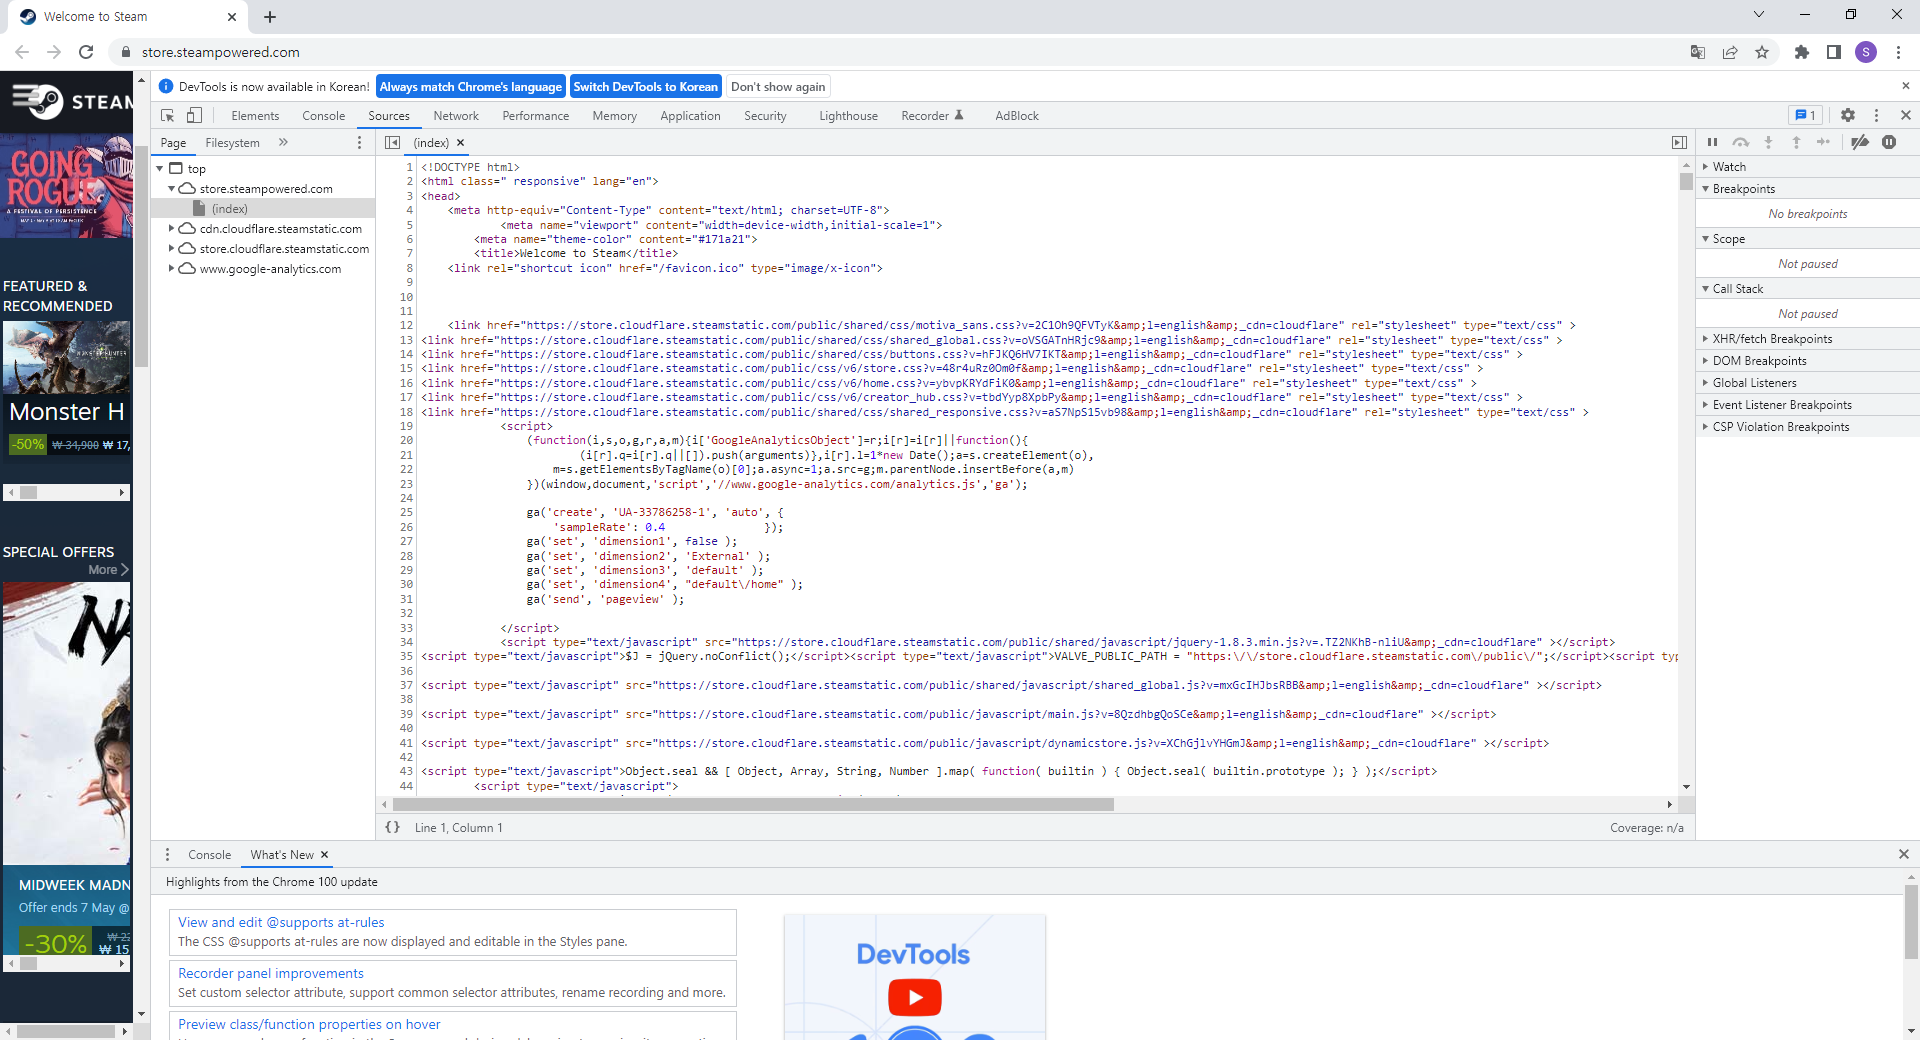 Welcome to Steam
store.steampowered.com
S
STEAM
GOING
ROGUE
A FESTIVAL OF PERSISTENCE
FEATURED &
RECOMMENDED
Monster H
-50% ₩ 34,900 ₩ 17,
SPECIAL OFFERS
More
MIDWEEK MADN
Offer ends 7 May @
-30%
₩ 15
DevTools is now available in Korean! Always match Chrome's language Switch DevTools to Korean Don't show again
Elements Console Sources Network Performance Memory Application Security Lighthouse Recorder AdBlock 1
Page Filesystem (index)
top
store.steampowered.com
(index)
cdn.cloudflare.steamstatic.com
store.cloudflare.steamstatic.com
www.google-analytics.com
1 <!DOCTYPE html>
2 <html class=" responsive" lang="en">
3 <head>
4 <meta http-equiv="Content-Type" content="text/html; charset=UTF-8">
5 <meta name="viewport" content="width=device-width,initial-scale=1">
6 <meta name="theme-color" content="#171a21">
7 <title>Welcome to Steam</title>
8 <link rel="shortcut icon" href="/favicon.ico" type="image/x-icon">
9
10
11
12 <link href="https://store.cloudflare.steamstatic.com/public/shared/css/motiva_sans.css?v=2C1Oh9QFVTyK&amp;l=english&amp;_cdn=cloudflare" rel="stylesheet" type="text/css" >
13 <link href="https://store.cloudflare.steamstatic.com/public/shared/css/shared_global.css?v=oVSGATnHRjc9&amp;l=english&amp;_cdn=cloudflare" rel="stylesheet" type="text/css" >
14 <link href="https://store.cloudflare.steamstatic.com/public/shared/css/buttons.css?v=hFJKQ6HV7IKT&amp;l=english&amp;_cdn=cloudflare" rel="stylesheet" type="text/css" >
15 <link href="https://store.cloudflare.steamstatic.com/public/css/v6/store.css?v=48r4uRz0Om0f&amp;l=english&amp;_cdn=cloudflare" rel="stylesheet" type="text/css" >
16 <link href="https://store.cloudflare.steamstatic.com/public/css/v6/home.css?v=ybvpKRYdFiK0&amp;l=english&amp;_cdn=cloudflare" rel="stylesheet" type="text/css" >
17 <link href="https://store.cloudflare.steamstatic.com/public/css/v6/creator_hub.css?v=tbdYyp8XpbPy&amp;l=english&amp;_cdn=cloudflare" rel="stylesheet" type="text/css" >
18 <link href="https://store.cloudflare.steamstatic.com/public/shared/css/shared_responsive.css?v=aS7NpS15vb98&amp;l=english&amp;_cdn=cloudflare" rel="stylesheet" type="text/css" >
19 <script>
20 (function(i,s,o,g,r,a,m){i['GoogleAnalyticsObject']=r;i[r]=i[r]||function(){
21 (i[r].q=i[r].q||[]).push(arguments)},i[r].l=1*new Date();a=s.createElement(o),
22 m=s.getElementsByTagName(o)[0];a.async=1;a.src=g;m.parentNode.insertBefore(a,m)
23 })(window,document,'script','//www.google-analytics.com/analytics.js','ga');
24
25 ga('create', 'UA-33786258-1', 'auto', {
26 'sampleRate': 0.4 });
27 ga('set', 'dimension1', false );
28 ga('set', 'dimension2', 'External' );
29 ga('set', 'dimension3', 'default' );
30 ga('set', 'dimension4', "default\/home" );
31 ga('send', 'pageview' );
32
33 </script>
34 <script type="text/javascript" src="https://store.cloudflare.steamstatic.com/public/shared/javascript/jquery-1.8.3.min.js?v=.TZ2NKhB-nliU&amp;_cdn=cloudflare" ></script>
35 <script type="text/javascript">$J = jQuery.noConflict();</script><script type="text/javascript">VALVE_PUBLIC_PATH = "https:\/\/store.cloudflare.steamstatic.com\/public\/";</script><script typ
36
37 <script type="text/javascript" src="https://store.cloudflare.steamstatic.com/public/shared/javascript/shared_global.js?v=mxGcIHJbsRBB&amp;l=english&amp;_cdn=cloudflare" ></script>
38
39 <script type="text/javascript" src="https://store.cloudflare.steamstatic.com/public/javascript/main.js?v=8QzdhbgQoSCe&amp;l=english&amp;_cdn=cloudflare" ></script>
40
41 <script type="text/javascript" src="https://store.cloudflare.steamstatic.com/public/javascript/dynamicstore.js?v=XChGjlvYHGmJ&amp;l=english&amp;_cdn=cloudflare" ></script>
42
43 <script type="text/javascript">Object.seal && [ Object, Array, String, Number ].map( function( builtin ) { Object.seal( builtin.prototype ); } );</script>
44 <script type="text/javascript">
{} Line 1, Column 1 Coverage: n/a
Watch
Breakpoints
No breakpoints
Scope
Not paused
Call Stack
Not paused
XHR/fetch Breakpoints
DOM Breakpoints
Global Listeners
Event Listener Breakpoints
CSP Violation Breakpoints
Console What's New
Highlights from the Chrome 100 update
View and edit @supports at-rules
The CSS @supports at-rules are now displayed and editable in the Styles pane.
Recorder panel improvements
Set custom selector attribute, support common selector attributes, rename recording and more.
Preview class/function properties on hover
DevTools